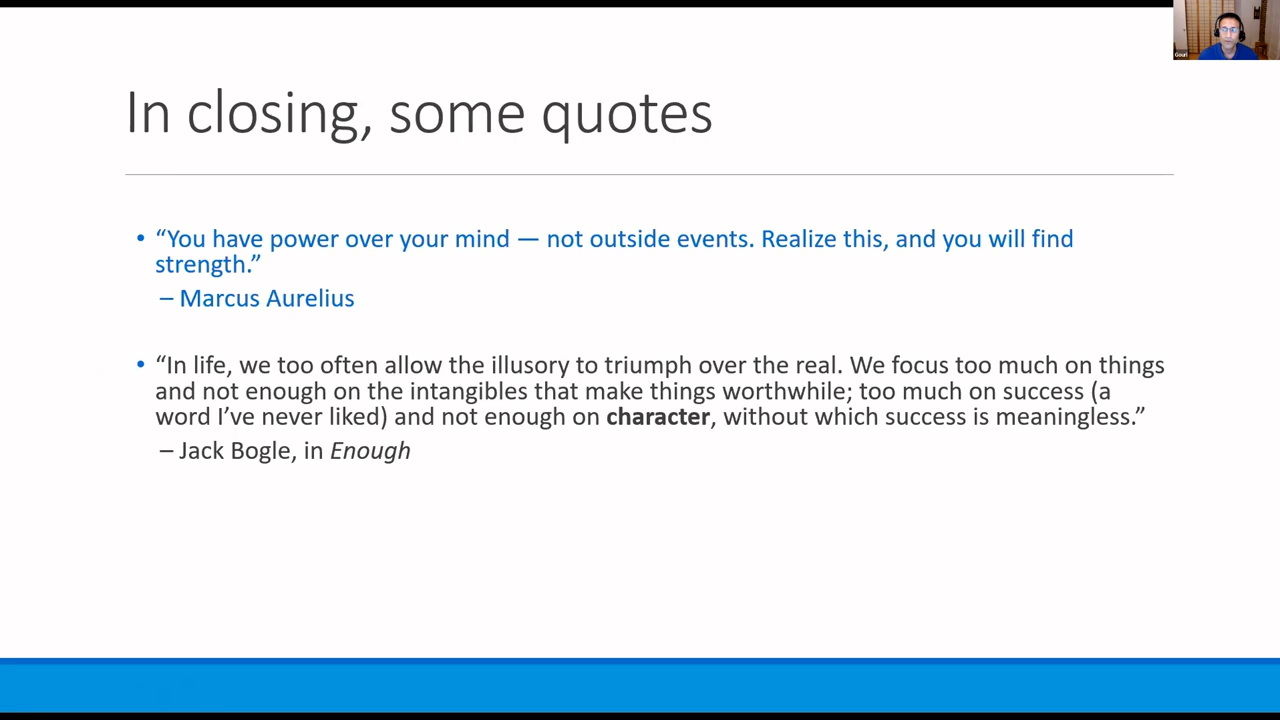 In closing, some quotes
• “You have power over your mind — not outside events. Realize this, and you will find
strength.”
– Marcus Aurelius
• “In life, we too often allow the illusory to triumph over the real. We focus too much on things
and not enough on the intangibles that make things worthwhile; too much on success (a
word I’ve never liked) and not enough on character, without which success is meaningless.”
– Jack Bogle, in Enough